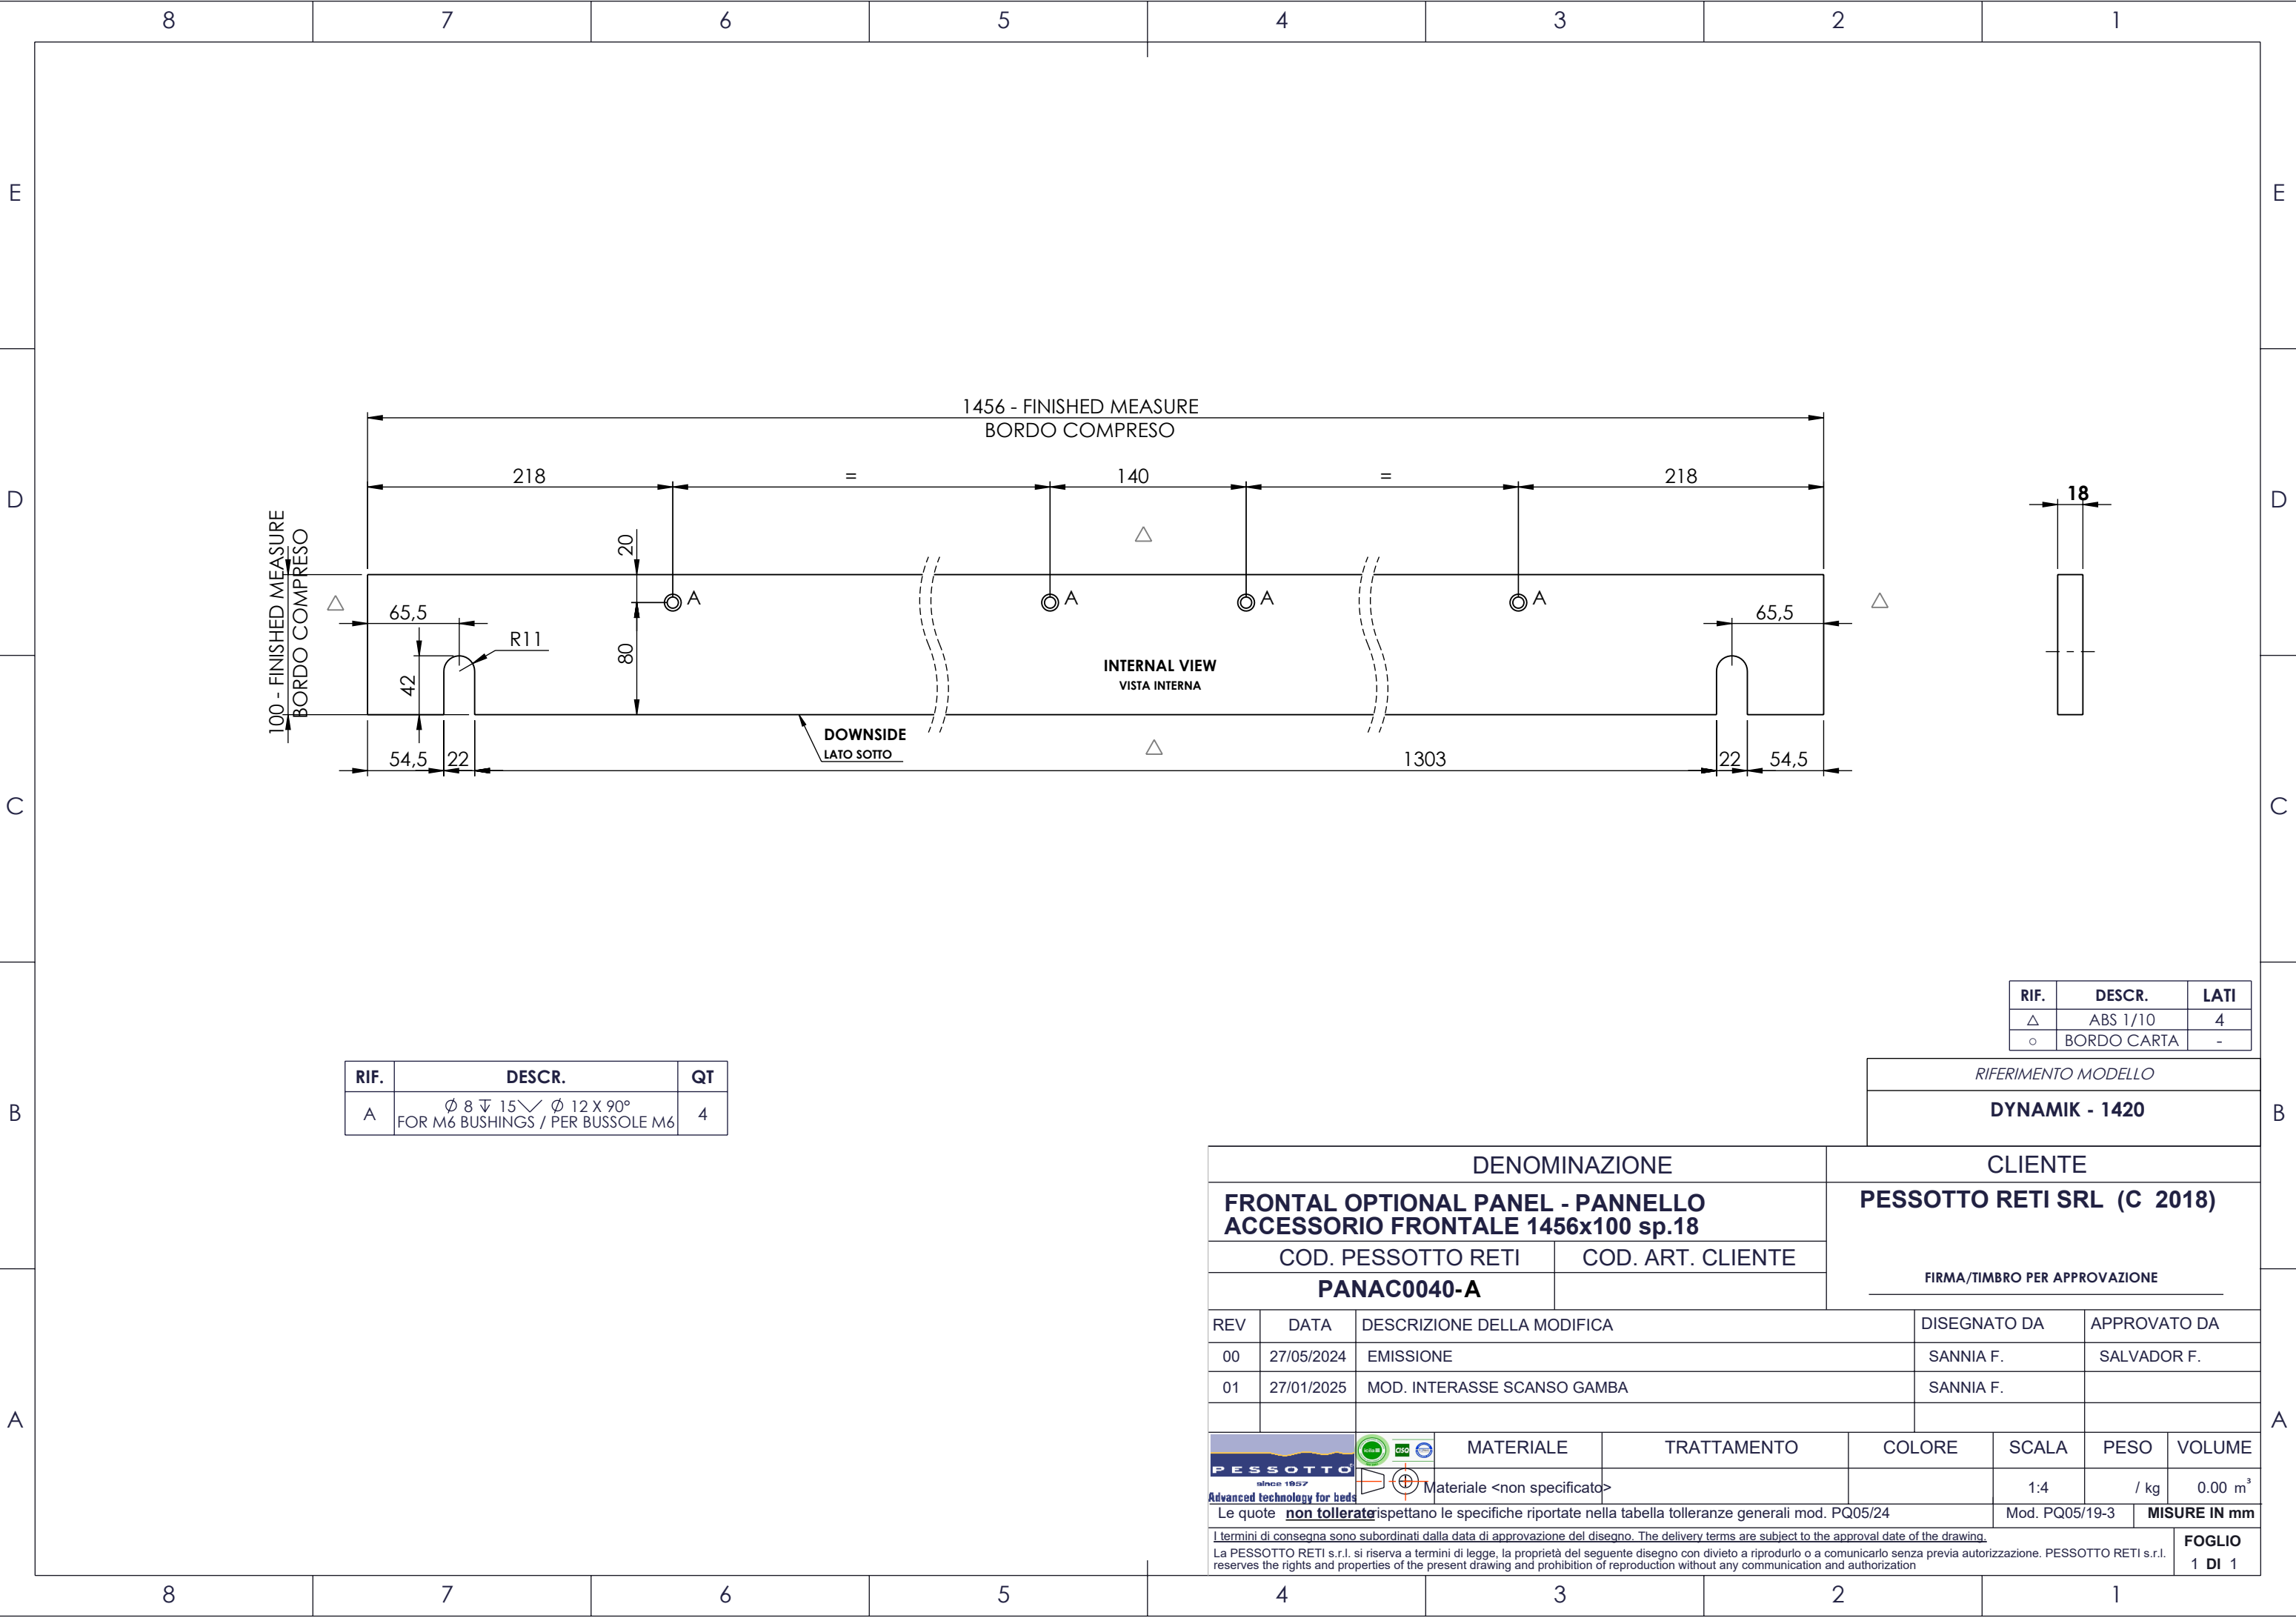 8 7 6 5 4 3 2 1
E E
D D
C C
B B
A A
1456 - FINISHED MEASURE
BORDO COMPRESO
218 = 140 = 218
18
100 - FINISHED MEASURE
BORDO COMPRESO
20
A A A A
65,5
R11
65,5
80
42
INTERNAL VIEW
VISTA INTERNA
DOWNSIDE
LATO SOTTO
54,5 22 1303 22 54,5
RIF. DESCR. LATI
△ ABS 1/10 4
○ BORDO CARTA -
RIF. DESCR. QT
A ∅ 8 ↧ 15 ⌵ ∅ 12 X 90° 4
FOR M6 BUSHINGS / PER BUSSOLE M6
RIFERIMENTO MODELLO
DYNAMIK - 1420
DENOMINAZIONE CLIENTE
FRONTAL OPTIONAL PANEL - PANNELLO
ACCESSORIO FRONTALE 1456x100 sp.18
PESSOTTO RETI SRL (C 2018)
COD. PESSOTTO RETI COD. ART. CLIENTE
PANAC0040-A
FIRMA/TIMBRO PER APPROVAZIONE
REV DATA DESCRIZIONE DELLA MODIFICA DISEGNATO DA APPROVATO DA
00 27/05/2024 EMISSIONE SANNIA F. SALVADOR F.
01 27/01/2025 MOD. INTERASSE SCANSO GAMBA SANNIA F.
PESSOTTO
since 1957
Advanced technology for beds
CISQ
MATERIALE TRATTAMENTO COLORE SCALA PESO VOLUME
Materiale <non specificato> 1:4 / kg 0.00 m³
Le quote non tollerate rispettano le specifiche riportate nella tabella tolleranze generali mod. PQ05/24 Mod. PQ05/19-3 MISURE IN mm
I termini di consegna sono subordinati dalla data di approvazione del disegno. The delivery terms are subject to the approval date of the drawing.
La PESSOTTO RETI s.r.l. si riserva a termini di legge, la proprietà del seguente disegno con divieto a riprodurlo o a comunicarlo senza previa autorizzazione. PESSOTTO RETI s.r.l.
reserves the rights and properties of the present drawing and prohibition of reproduction without any communication and authorization
FOGLIO
1 DI 1
8 7 6 5 4 3 2 1